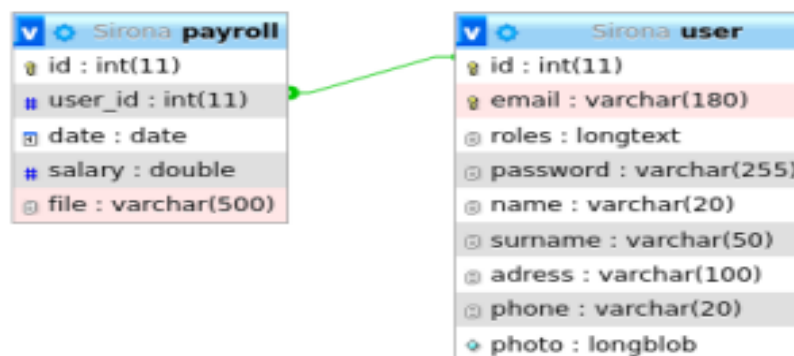 v Sirona payroll
id : int(11)
# user_id : int(11)
date : date
# salary : double
file : varchar(500)
v Sirona user
id : int(11)
email : varchar(180)
roles : longtext
password : varchar(255)
name : varchar(20)
surname : varchar(50)
adress : varchar(100)
phone : varchar(20)
photo : longblob